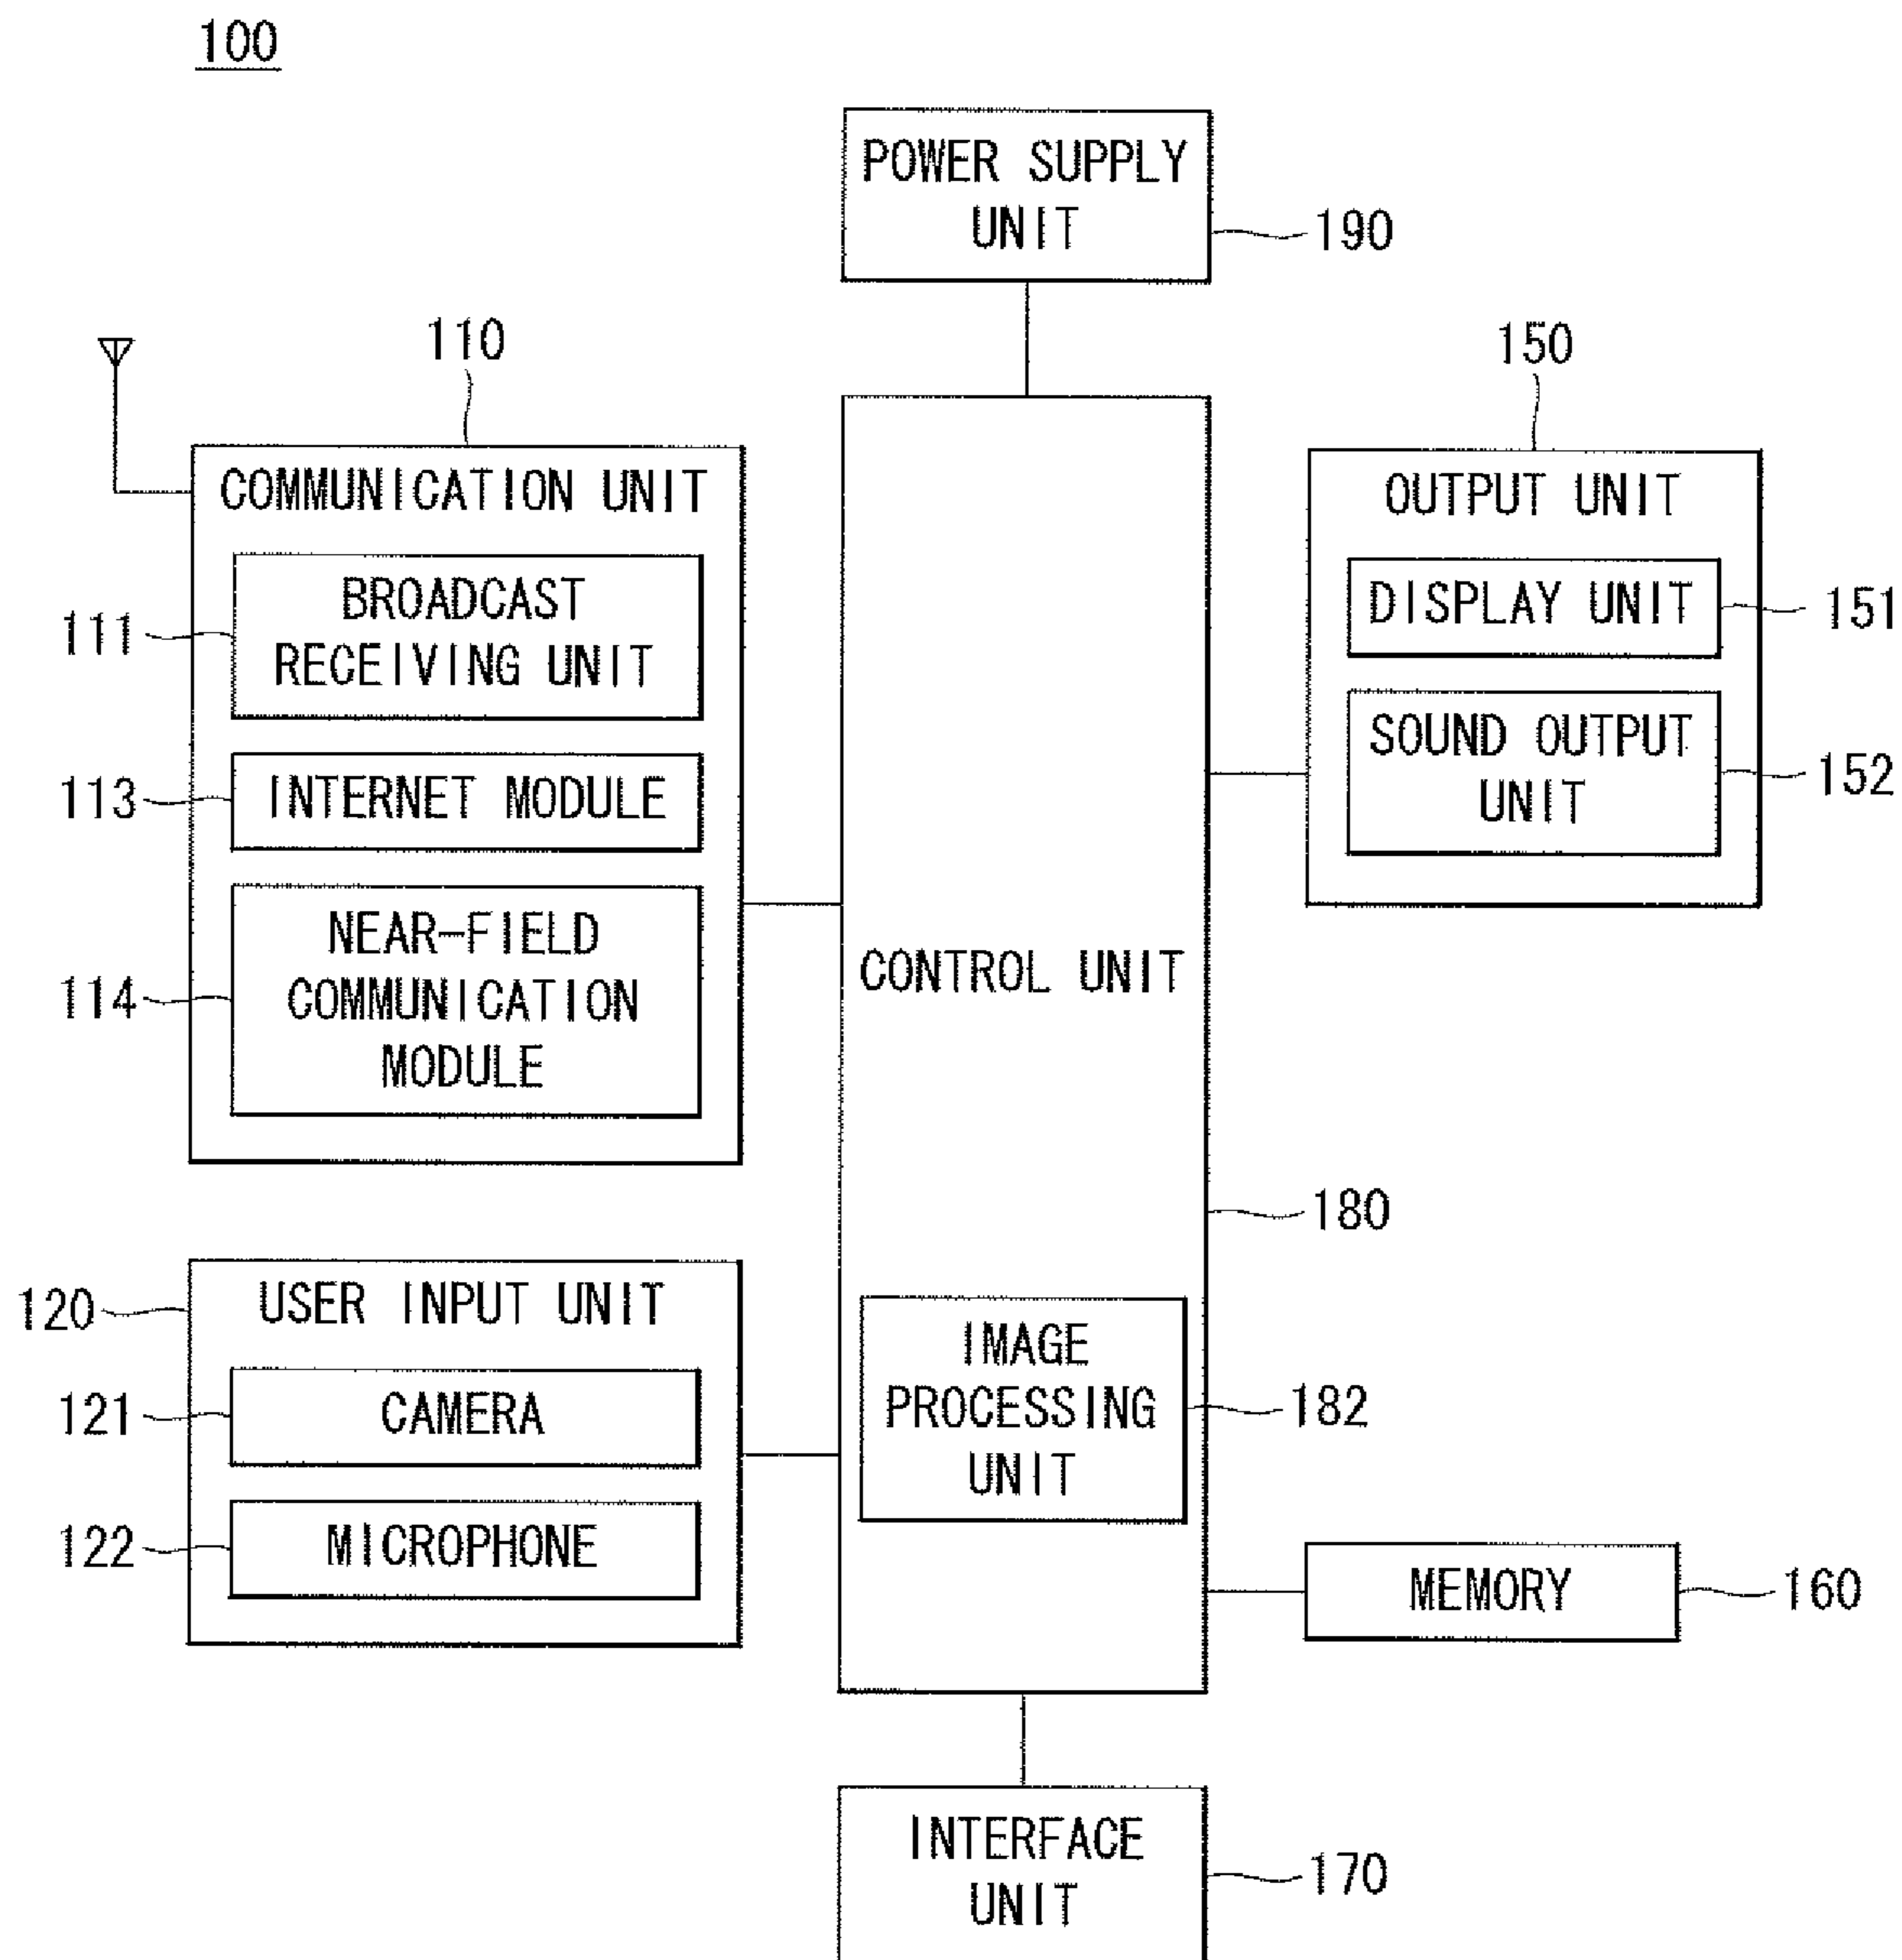 100
POWER SUPPLY
UNIT
190
110
COMMUNICATION UNIT
111
BROADCAST
RECEIVING UNIT
113
INTERNET MODULE
114
NEAR-FIELD
COMMUNICATION
MODULE
120
USER INPUT UNIT
121
CAMERA
122
MICROPHONE
CONTROL UNIT
180
IMAGE
PROCESSING
UNIT
182
150
OUTPUT UNIT
DISPLAY UNIT
151
SOUND OUTPUT
UNIT
152
MEMORY
160
INTERFACE
UNIT
170